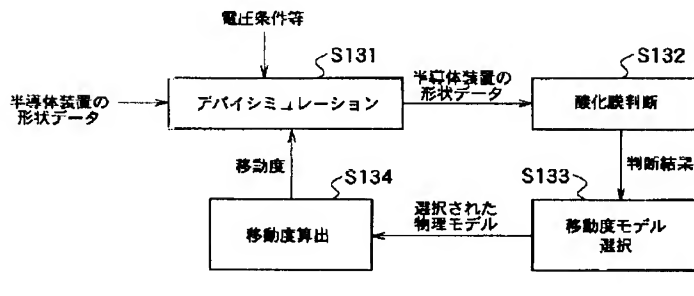 電圧条件等
S131
S132
半導体装置の
形状データ
デバイシミュレーション
半導体装置の
形状データ
酸化膜判断
移動度
判断結果
S134
S133
移動度算出
選択された
物理モデル
移動度モデル
選択